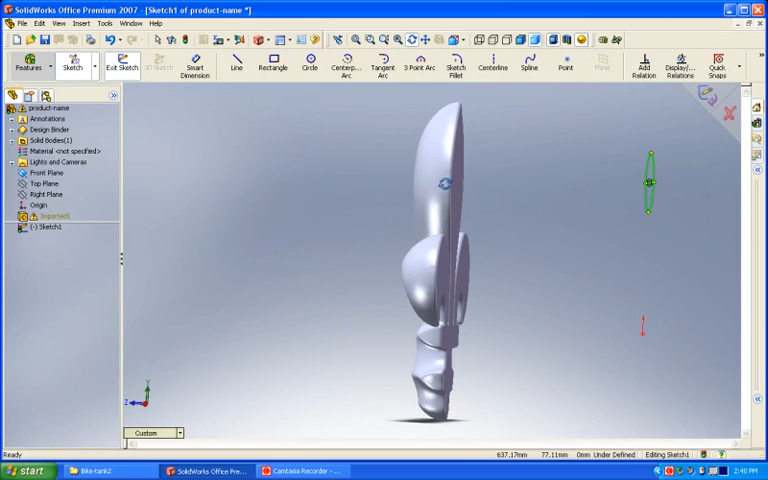 SolidWorks Office Premium 2007 - [Sketch1 of product-name *]
File Edit View Insert Tools Window Help
Features Sketch Exit Sketch 3D Sketch Smart Dimension Line Rectangle Circle Centerp... Arc Tangent Arc 3 Point Arc Sketch Fillet Centerline Spline Point Plane Add Relation Display/... Relations Quick Snaps
product-name
Annotations
Design Binder
Solid Bodies(1)
Material <not specified>
Lights and Cameras
Front Plane
Top Plane
Right Plane
Origin
Imported1
(-) Sketch1
Y
Z
Custom
Ready 637.17mm 77.11mm 0mm Under Defined Editing Sketch1
start Bike-tank2 SolidWorks Office Pre... Camtasia Recorder - ... 2:40 PM